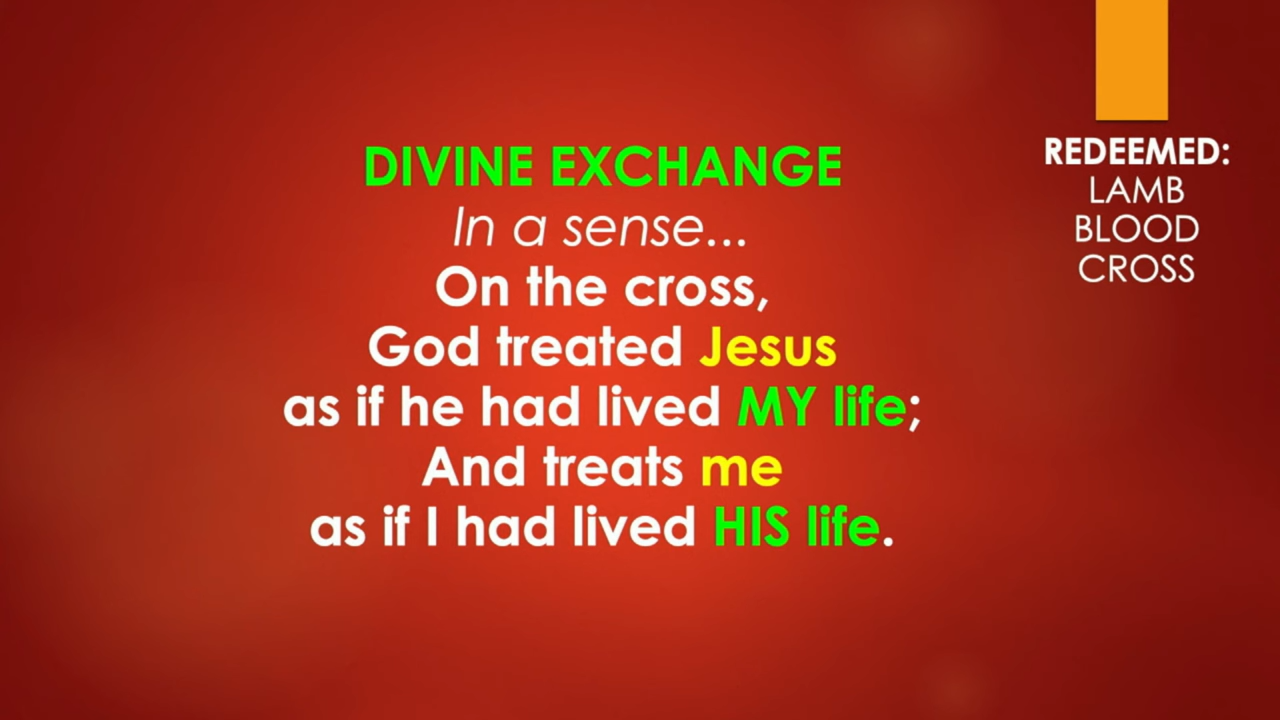 DIVINE EXCHANGE
In a sense...
On the cross,
God treated Jesus
as if he had lived MY life;
And treats me
as if I had lived HIS life.
REDEEMED:
LAMB
BLOOD
CROSS